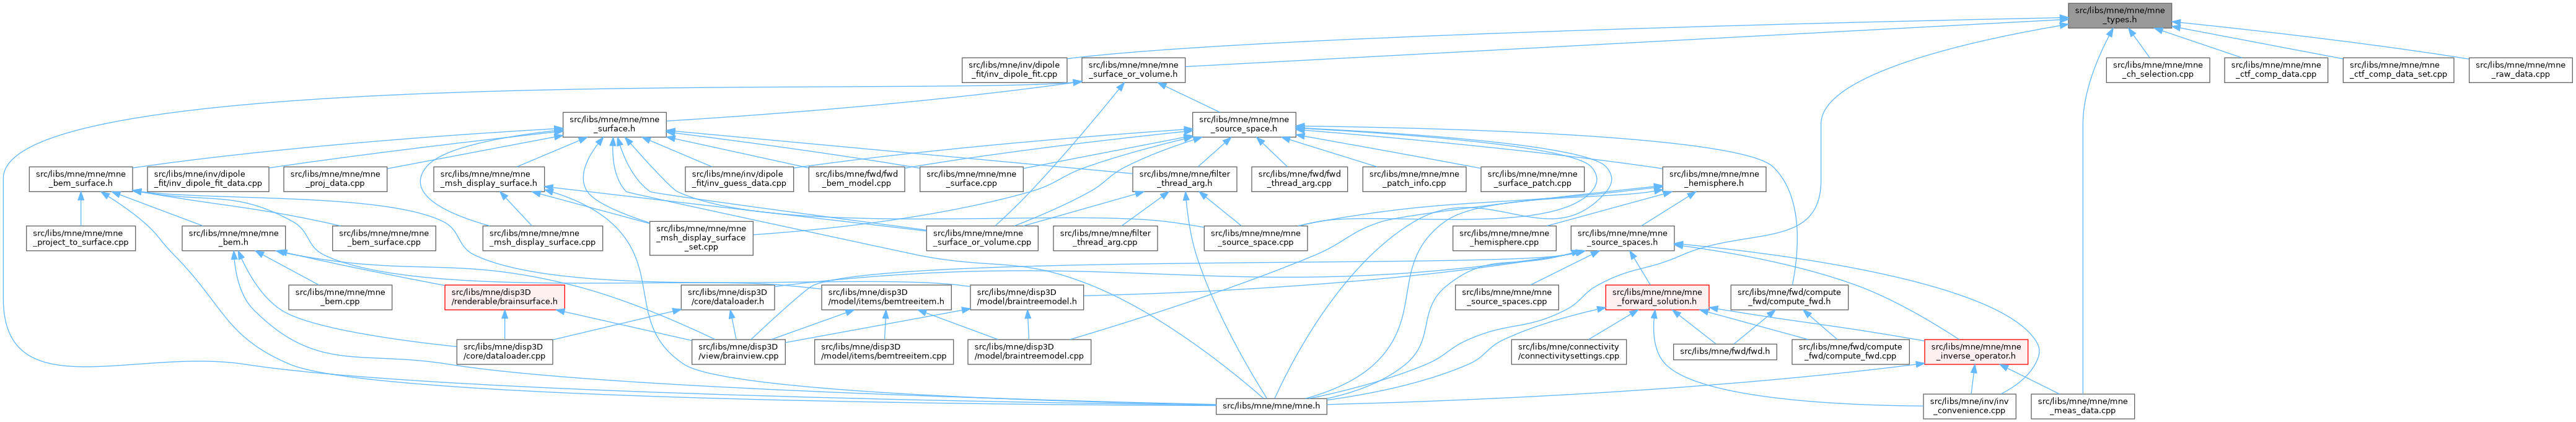 src/libs/mne/mne/mne
_types.h
src/libs/mne/inv/dipole
_fit/inv_dipole_fit.cpp
src/libs/mne/mne/mne
_surface_or_volume.h
src/libs/mne/mne/mne
_ch_selection.cpp
src/libs/mne/mne/mne
_ctf_comp_data.cpp
src/libs/mne/mne/mne
_ctf_comp_data_set.cpp
src/libs/mne/mne/mne
_raw_data.cpp
src/libs/mne/mne/mne
_surface.h
src/libs/mne/mne/mne
_source_space.h
src/libs/mne/mne/mne
_bem_surface.h
src/libs/mne/inv/dipole
_fit/inv_dipole_fit_data.cpp
src/libs/mne/mne/mne
_proj_data.cpp
src/libs/mne/mne/mne
_msh_display_surface.h
src/libs/mne/inv/dipole
_fit/inv_guess_data.cpp
src/libs/mne/fwd/fwd
_bem_model.cpp
src/libs/mne/mne/mne
_surface.cpp
src/libs/mne/mne/filter
_thread_arg.h
src/libs/mne/fwd/fwd
_thread_arg.cpp
src/libs/mne/mne/mne
_patch_info.cpp
src/libs/mne/mne/mne
_surface_patch.cpp
src/libs/mne/mne/mne
_hemisphere.h
src/libs/mne/mne/mne
_project_to_surface.cpp
src/libs/mne/mne/mne
_bem.h
src/libs/mne/mne/mne
_bem_surface.cpp
src/libs/mne/mne/mne
_msh_display_surface.cpp
src/libs/mne/mne/mne
_msh_display_surface
_set.cpp
src/libs/mne/mne/mne
_surface_or_volume.cpp
src/libs/mne/mne/filter
_thread_arg.cpp
src/libs/mne/mne/mne
_source_space.cpp
src/libs/mne/mne/mne
_hemisphere.cpp
src/libs/mne/mne/mne
_source_spaces.h
src/libs/mne/mne/mne
_bem.cpp
src/libs/mne/disp3D
/renderable/brainsurface.h
src/libs/mne/disp3D
/core/dataloader.h
src/libs/mne/disp3D
/model/items/bemtreeitem.h
src/libs/mne/disp3D
/model/braintreemodel.h
src/libs/mne/mne/mne
_source_spaces.cpp
src/libs/mne/mne/mne
_forward_solution.h
src/libs/mne/fwd/compute
_fwd/compute_fwd.h
src/libs/mne/disp3D
/core/dataloader.cpp
src/libs/mne/disp3D
/view/brainview.cpp
src/libs/mne/disp3D
/model/items/bemtreeitem.cpp
src/libs/mne/disp3D
/model/braintreemodel.cpp
src/libs/mne/connectivity
/connectivitysettings.cpp
src/libs/mne/fwd/fwd.h
src/libs/mne/fwd/compute
_fwd/compute_fwd.cpp
src/libs/mne/mne/mne
_inverse_operator.h
src/libs/mne/mne/mne.h
src/libs/mne/inv/inv
_convenience.cpp
src/libs/mne/mne/mne
_meas_data.cpp